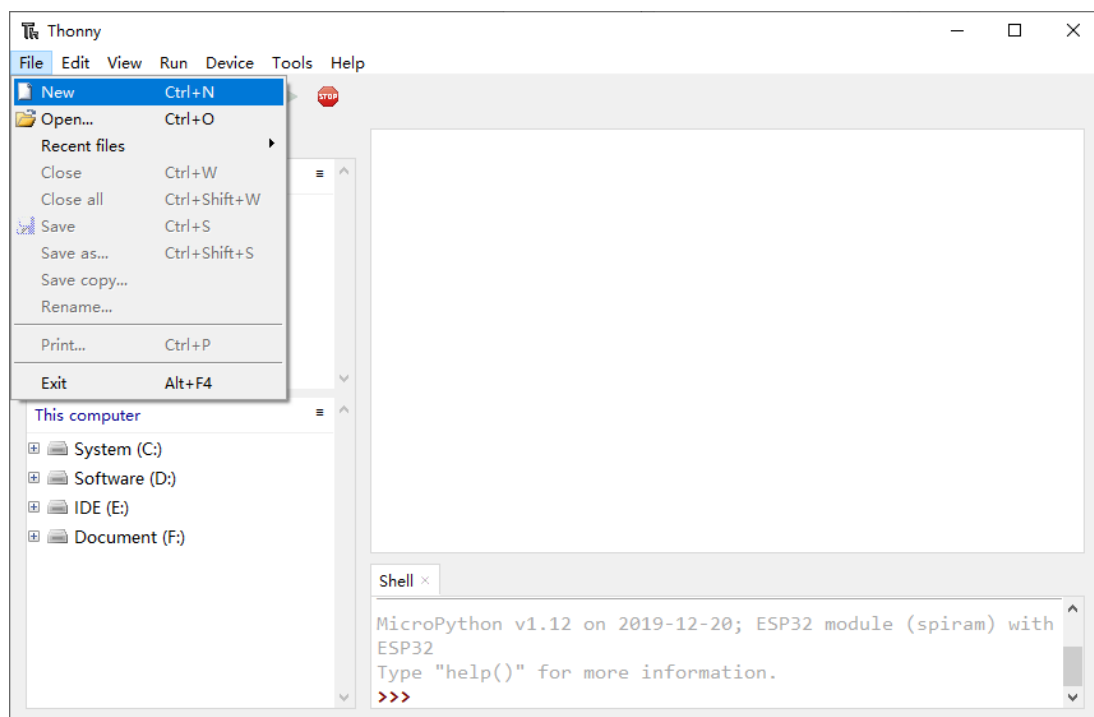 Thonny
File Edit View Run Device Tools Help
New Ctrl+N
STOP
Open... Ctrl+O
Recent files
Close Ctrl+W
Close all Ctrl+Shift+W
Save Ctrl+S
Save as... Ctrl+Shift+S
Save copy...
Rename...
Print... Ctrl+P
Exit Alt+F4
This computer
System (C:)
Software (D:)
IDE (E:)
Document (F:)
Shell
MicroPython v1.12 on 2019-12-20; ESP32 module (spiram) with
ESP32
Type "help()" for more information.
>>>